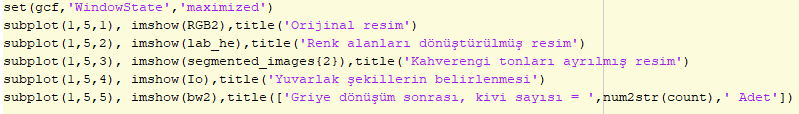 set(gcf,'WindowState','maximized')
subplot(1,5,1), imshow(RGB2),title('Orijinal resim')
subplot(1,5,2), imshow(lab_he),title('Renk alanları dönüştürülmüş resim')
subplot(1,5,3), imshow(segmented_images{2}),title('Kahverengi tonları ayrılmış resim')
subplot(1,5,4), imshow(Io),title('Yuvarlak şekillerin belirlenmesi')
subplot(1,5,5), imshow(bw2),title(['Griye dönüşüm sonrası, kivi sayısı = ',num2str(count),' Adet'])